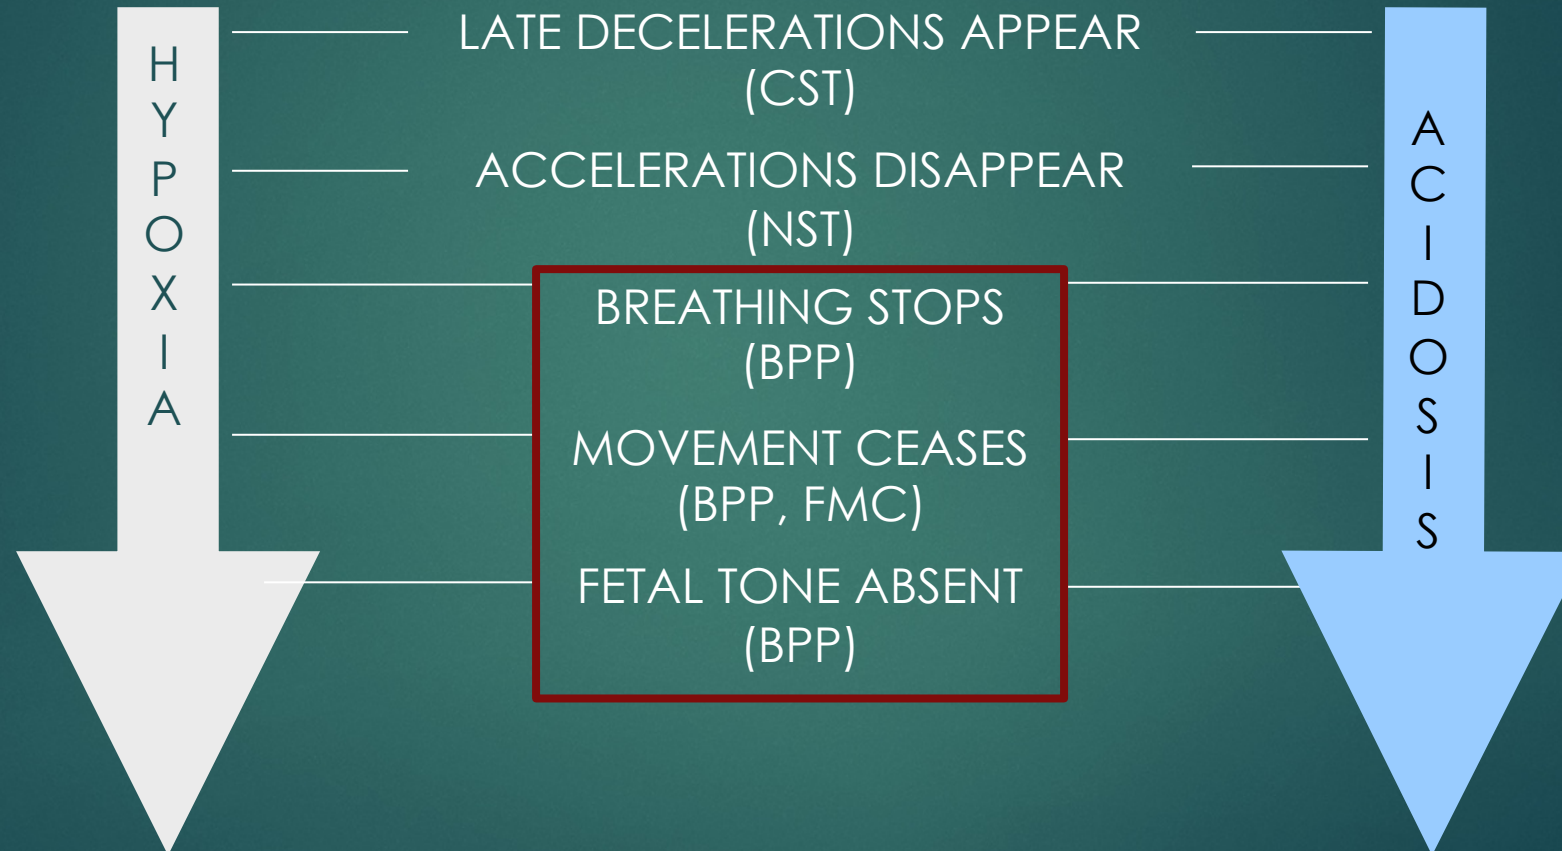 HYPOXIA
LATE DECELERATIONS APPEAR
(CST)
ACCELERATIONS DISAPPEAR
(NST)
BREATHING STOPS
(BPP)
MOVEMENT CEASES
(BPP, FMC)
FETAL TONE ABSENT
(BPP)
ACIDOSIS